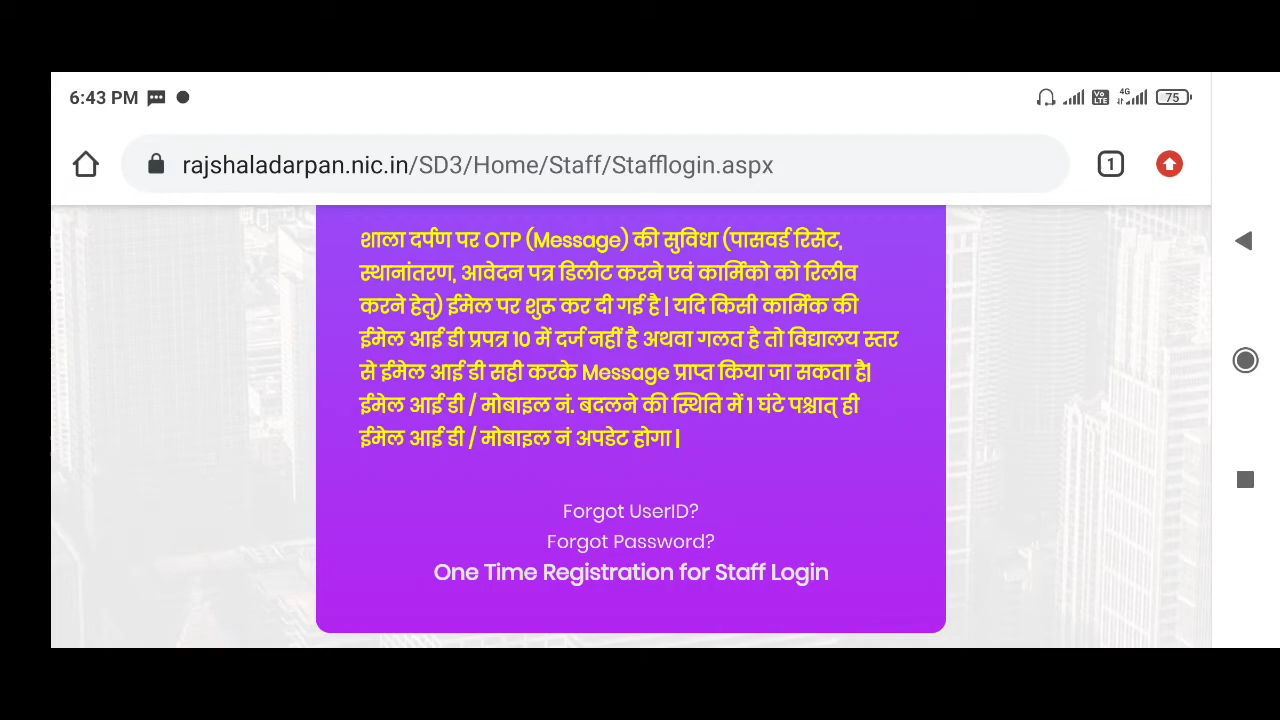 6:43 PM
Vo LTE
4G
75
rajshaladarpan.nic.in/SD3/Home/Staff/Stafflogin.aspx
1
शाला दर्पण पर OTP (Message) की सुविधा (पासवर्ड रिसेट,
स्थानांतरण, आवेदन पत्र डिलीट करने एवं कार्मिको को रिलीव
करने हेतु) ईमेल पर शुरू कर दी गई है | यदि किसी कार्मिक की
ईमेल आई डी प्रपत्र 10 में दर्ज नहीं है अथवा गलत है तो विद्यालय स्तर
से ईमेल आई डी सही करके Message प्राप्त किया जा सकता है|
ईमेल आई डी / मोबाइल नं. बदलने की स्थिति में 1 घंटे पश्चात् ही
ईमेल आई डी / मोबाइल नं अपडेट होगा |
Forgot UserID?
Forgot Password?
One Time Registration for Staff Login